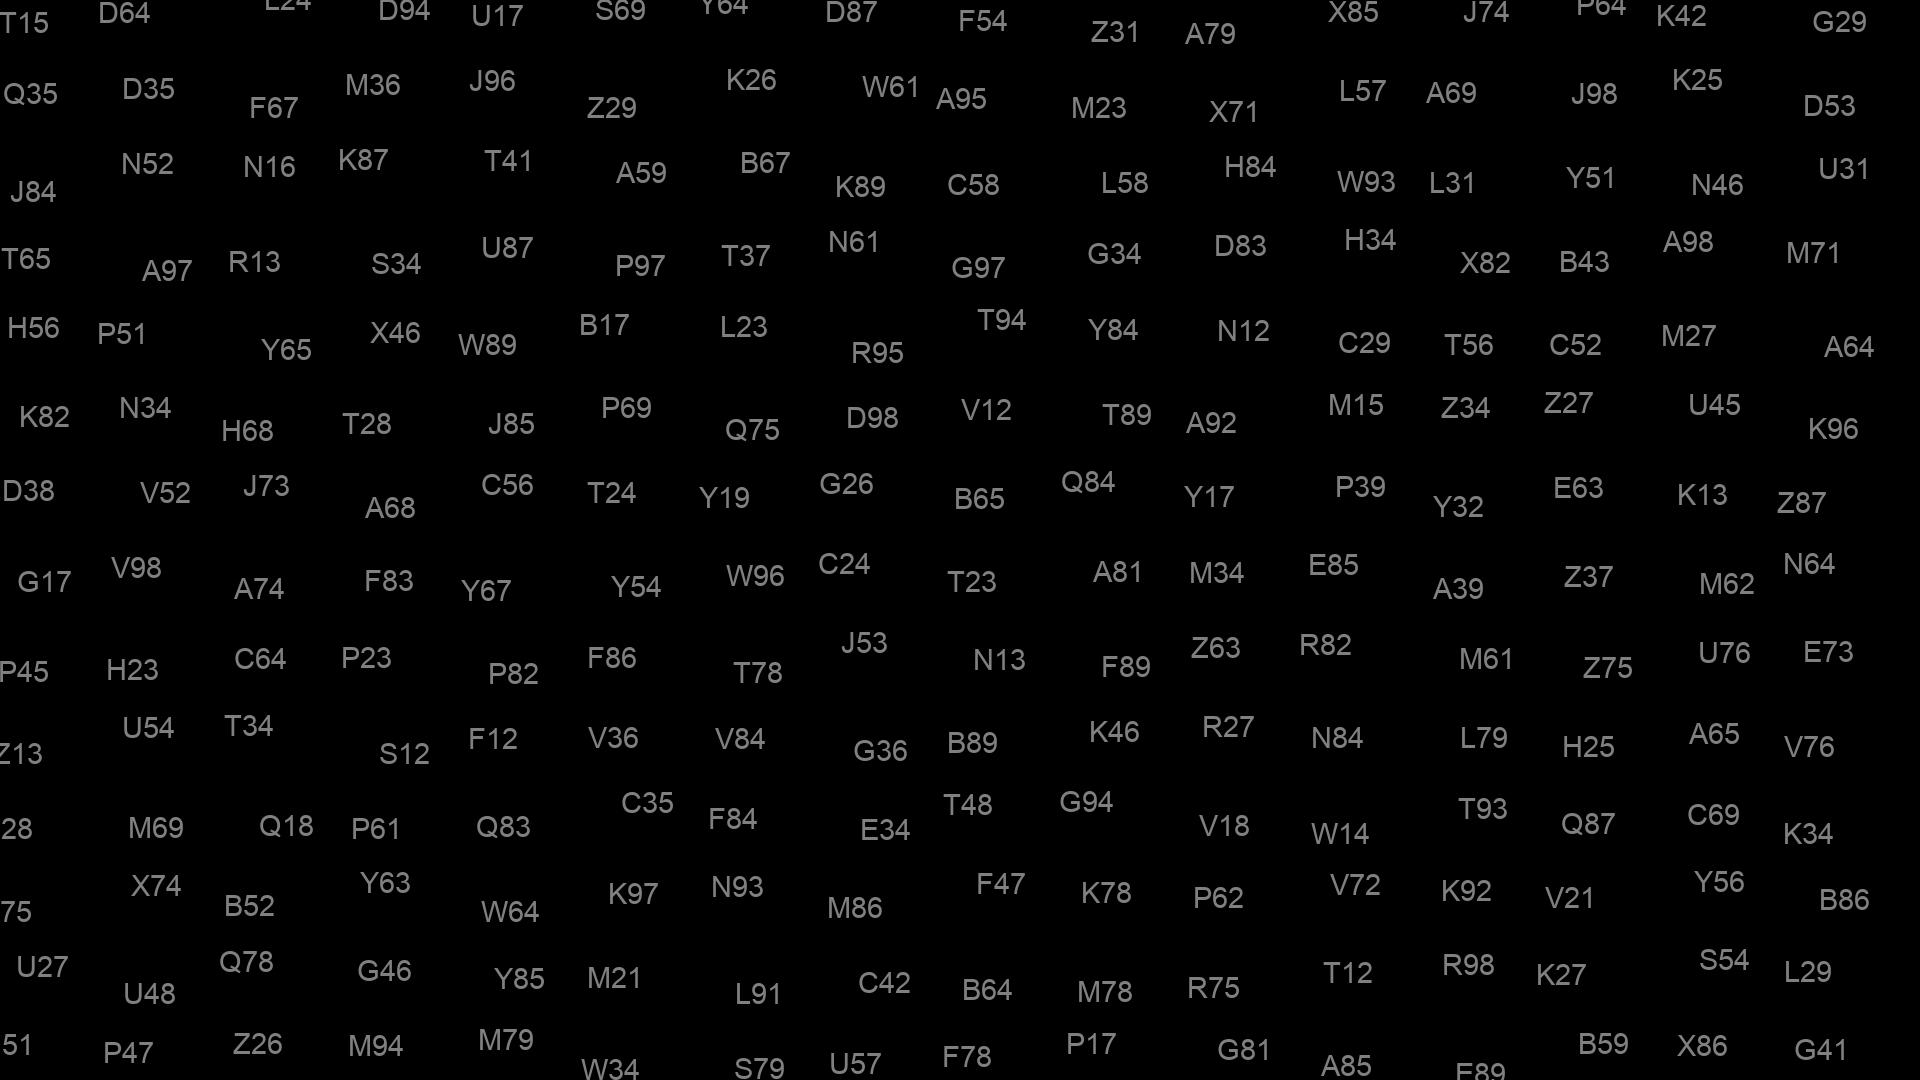 T15 D64 L24 D94 U17 S69 Y64 D87 F54 Z31 A79 X85 J74 P64 K42 G29
Q35 D35 F67 M36 J96 Z29 K26 W61 A95 M23 X71 L57 A69 J98 K25 D53
J84 N52 N16 K87 T41 A59 B67 K89 C58 L58 H84 W93 L31 Y51 N46 U31
T65 A97 R13 S34 U87 P97 T37 N61 G97 G34 D83 H34 X82 B43 A98 M71
H56 P51 Y65 X46 W89 B17 L23 R95 T94 Y84 N12 C29 T56 C52 M27 A64
K82 N34 H68 T28 J85 P69 Q75 D98 V12 T89 A92 M15 Z34 Z27 U45 K96
D38 V52 J73 A68 C56 T24 Y19 G26 B65 Q84 Y17 P39 Y32 E63 K13 Z87
G17 V98 A74 F83 Y67 Y54 W96 C24 T23 A81 M34 E85 A39 Z37 M62 N64
P45 H23 C64 P23 P82 F86 T78 J53 N13 F89 Z63 R82 M61 Z75 U76 E73
Z13 U54 T34 S12 F12 V36 V84 G36 B89 K46 R27 N84 L79 H25 A65 V76
28 M69 Q18 P61 Q83 C35 F84 E34 T48 G94 V18 W14 T93 Q87 C69 K34
75 X74 B52 Y63 W64 K97 N93 M86 F47 K78 P62 V72 K92 V21 Y56 B86
U27 U48 Q78 G46 Y85 M21 L91 C42 B64 M78 R75 T12 R98 K27 S54 L29
51 P47 Z26 M94 M79 W34 S79 U57 F78 P17 G81 A85 B59 X86 G41